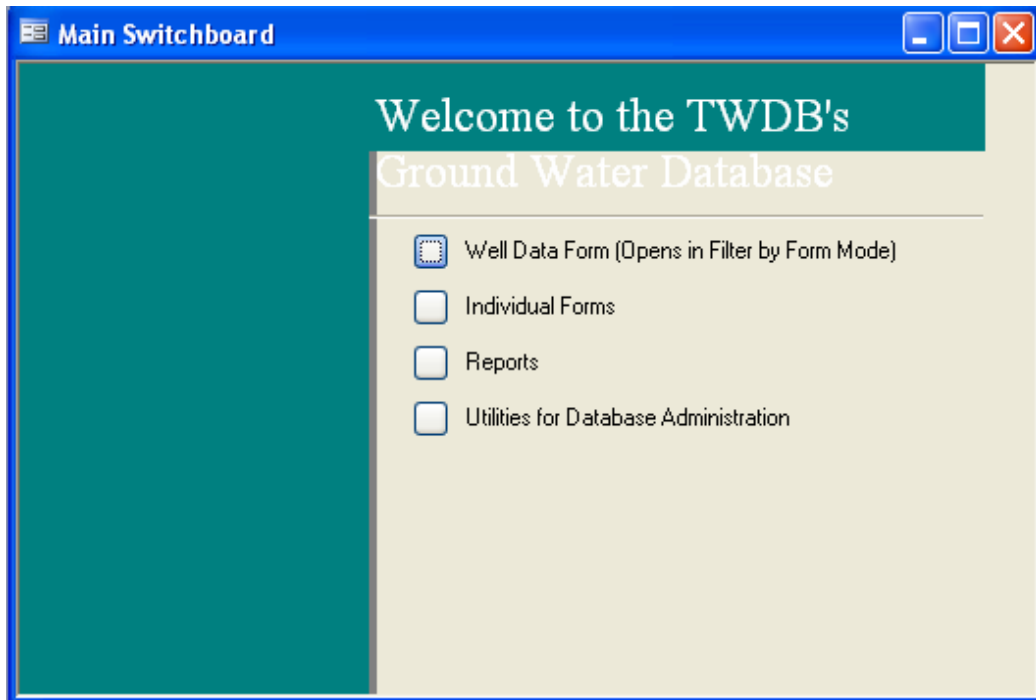 Main Switchboard
Welcome to the TWDB's
Ground Water Database
Well Data Form (Opens in Filter by Form Mode)
Individual Forms
Reports
Utilities for Database Administration